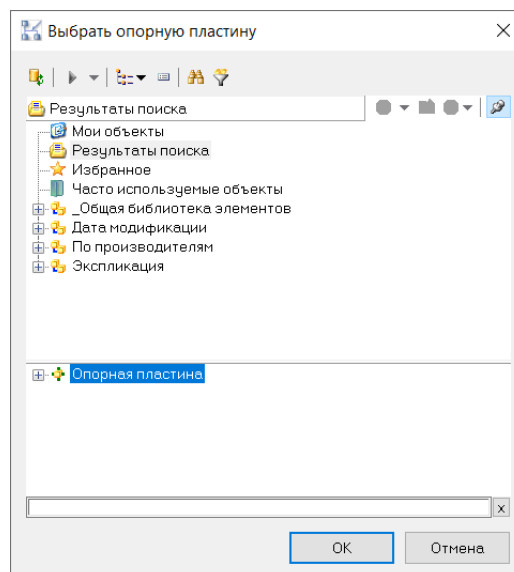 Выбрать опорную пластину
Результаты поиска
Мои объекты
Результаты поиска
Избранное
Часто используемые объекты
_Общая библиотека элементов
Дата модификации
По производителям
Экспликация
Опорная пластина
x
OK
Отмена